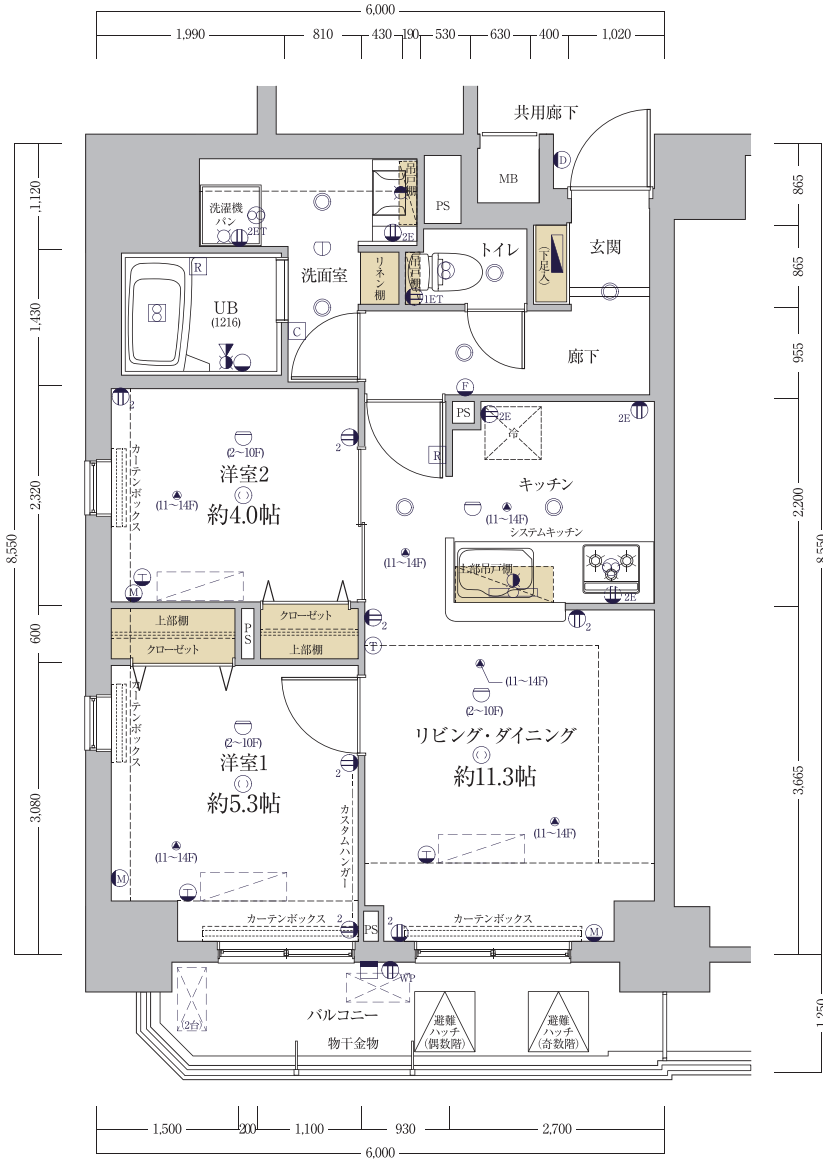 6,000
1,990
810
430
190
530
630
400
1,020
共用廊下
D
MB
PS
吊戸棚
洗濯機
パン
2ET
2E
洗面室
リネン棚
吊戸棚
1ET
トイレ
(下足入)
玄関
R
UB
(1216)
C
廊下
F
1,120
1,430
2,320
8,550
600
3,080
865
865
955
2,200
8,550
3,665
1,250
2
カーテンボックス
(2～10F)
2
洋室2
(11～14F)
約4.0帖
T
M
PS
2E
冷
2E
R
キッチン
(11～14F)
システムキッチン
(11～14F)
上部吊戸棚
2E
上部棚
クローゼット
PS
クローゼット
上部棚
2
T
2
カーテンボックス
(2～10F)
洋室1
2
約5.3帖
(11～14F)
カスタムハンガー
M
T
カーテンボックス
2
PS
(11～14F)
(2～10F)
リビング・ダイニング
約11.3帖
(11～14F)
T
2
カーテンボックス
M
WP
(2台)
バルコニー
物干金物
避難
ハッチ
(偶数階)
避難
ハッチ
(奇数階)
1,500
200
1,100
930
2,700
6,000